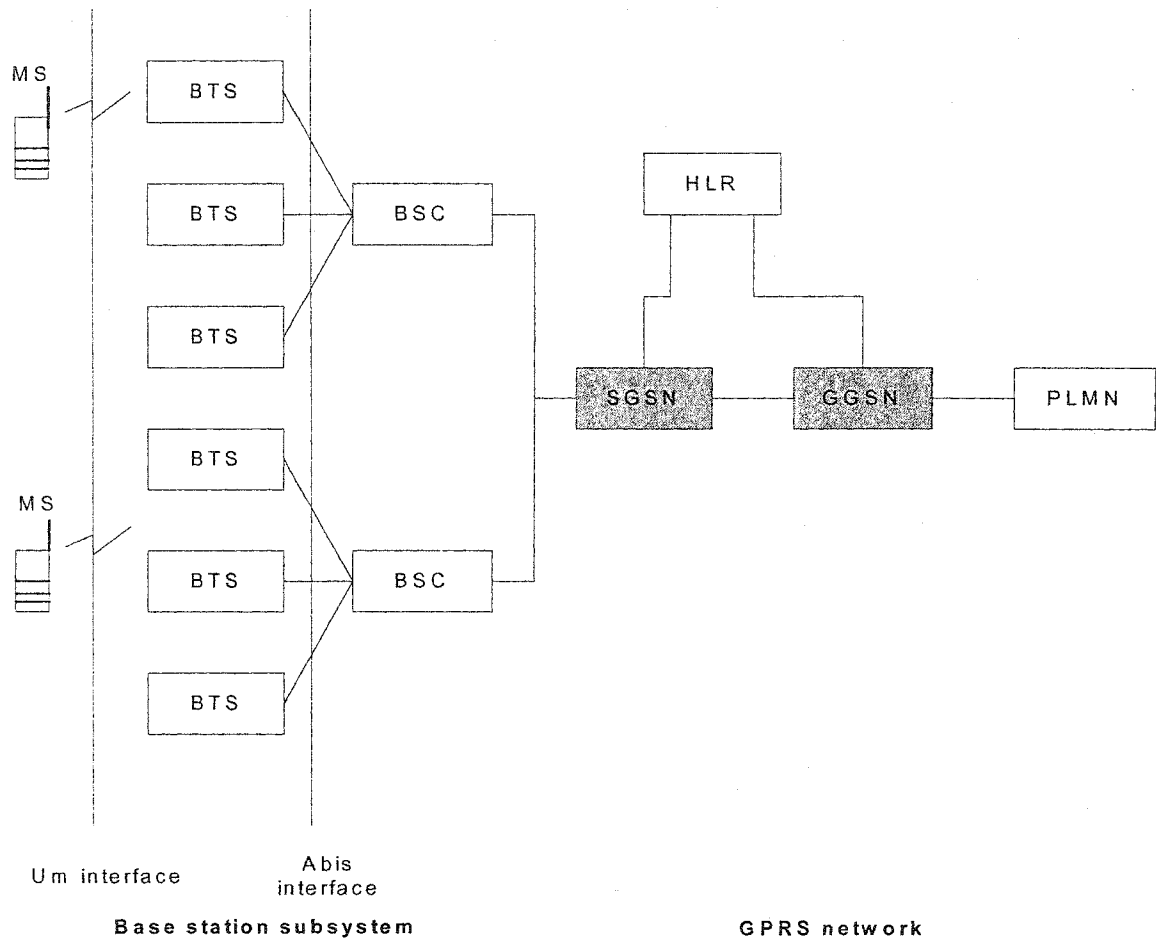 MS
BTS
BTS
BSC
HLR
BTS
SGSN
GGSN
PLMN
BTS
MS
BTS
BSC
BTS
Um interface
Abis
interface
Base station subsystem
GPRS network